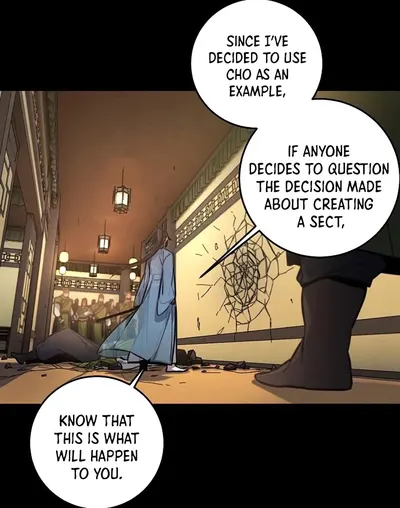 SINCE I'VE
DECIDED TO USE
CHO AS AN
EXAMPLE,
IF ANYONE
DECIDES TO QUESTION
THE DECISION MADE
ABOUT CREATING
A SECT,
KNOW THAT
THIS IS WHAT
WILL HAPPEN
TO YOU.